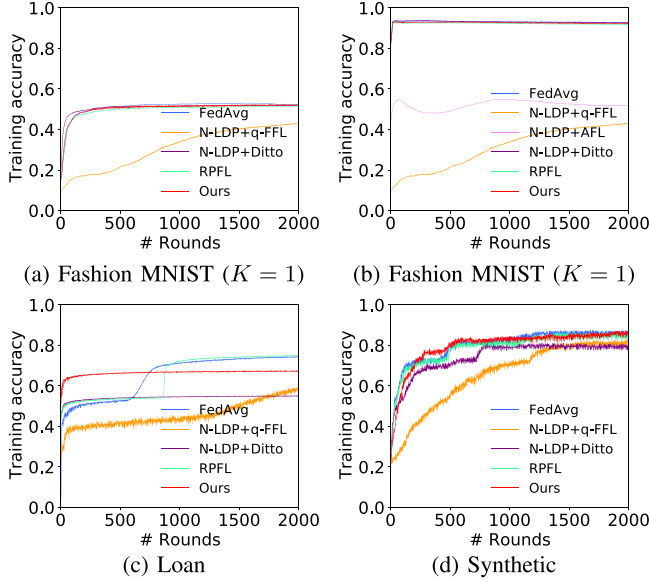 Training accuracy
1.0
0.8
0.6
0.4
0.2
0.0
FedAvg
N-LDP+q-FFL
N-LDP+Ditto
RPFL
Ours
0 500 1000 1500 2000
# Rounds
(a) Fashion MNIST (K = 1)
Training accuracy
1.0
0.8
0.6
0.4
0.2
0.0
FedAvg
N-LDP+q-FFL
N-LDP+AFL
N-LDP+Ditto
RPFL
Ours
0 500 1000 1500 2000
# Rounds
(b) Fashion MNIST (K = 1)
Training accuracy
1.0
0.8
0.6
0.4
0.2
0.0
FedAvg
N-LDP+q-FFL
N-LDP+Ditto
RPFL
Ours
0 500 1000 1500 2000
# Rounds
(c) Loan
Training accuracy
1.0
0.8
0.6
0.4
0.2
0.0
FedAvg
N-LDP+q-FFL
N-LDP+Ditto
RPFL
Ours
0 500 1000 1500 2000
# Rounds
(d) Synthetic